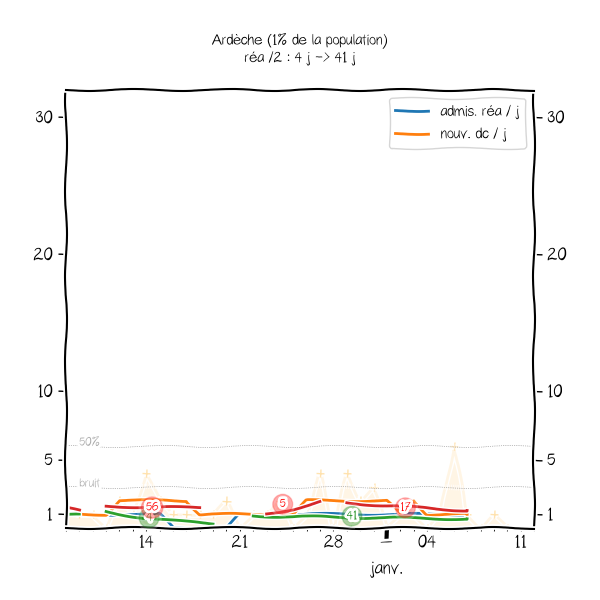 Ardèche (1% de la population)
réa /2 : 4 j -> 41 j
admis. réa / j
nouv. dc / j
30 30
20 20
10 10
50%
5 5
bruit
1 56 5 41 17 1
14 21 28 1 04 11
janv.